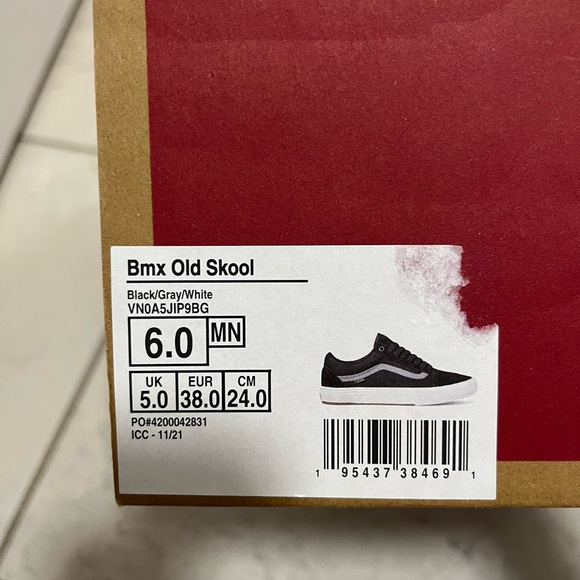 Bmx Old Skool
Black/Gray/White
VN0A5JIP9BG
6.0 MN
UK EUR CM
5.0 38.0 24.0
PO#4200042831
ICC - 11/21
1 95437 38469 1